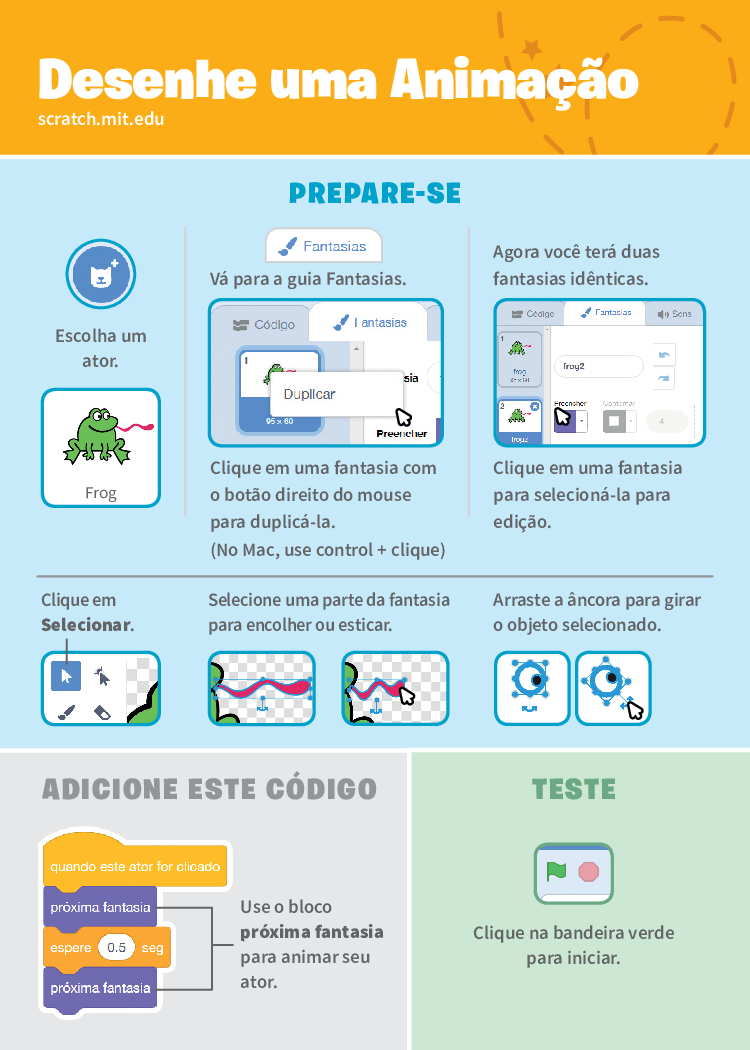 Desenhe uma Animação
scratch.mit.edu
PREPARE-SE
Escolha um
ator.
Frog
Fantasias
Vá para a guia Fantasias.
Código
Fantasias
1
Duplicar
sia
95 x 60
Preencher
Clique em uma fantasia com
o botão direito do mouse
para duplicá-la.
(No Mac, use control + clique)
Agora você terá duas
fantasias idênticas.
Código
Fantasias
Sons
1
frog
95 x 60
frog2
2
Preencher
Contornar
4
frog2
Clique em uma fantasia
para selecioná-la para
edição.
Clique em
Selecionar.
Selecione uma parte da fantasia
para encolher ou esticar.
Arraste a âncora para girar
o objeto selecionado.
ADICIONE ESTE CÓDIGO
quando este ator for clicado
próxima fantasia
espere 0.5 seg
próxima fantasia
Use o bloco
próxima fantasia
para animar seu
ator.
TESTE
Clique na bandeira verde
para iniciar.